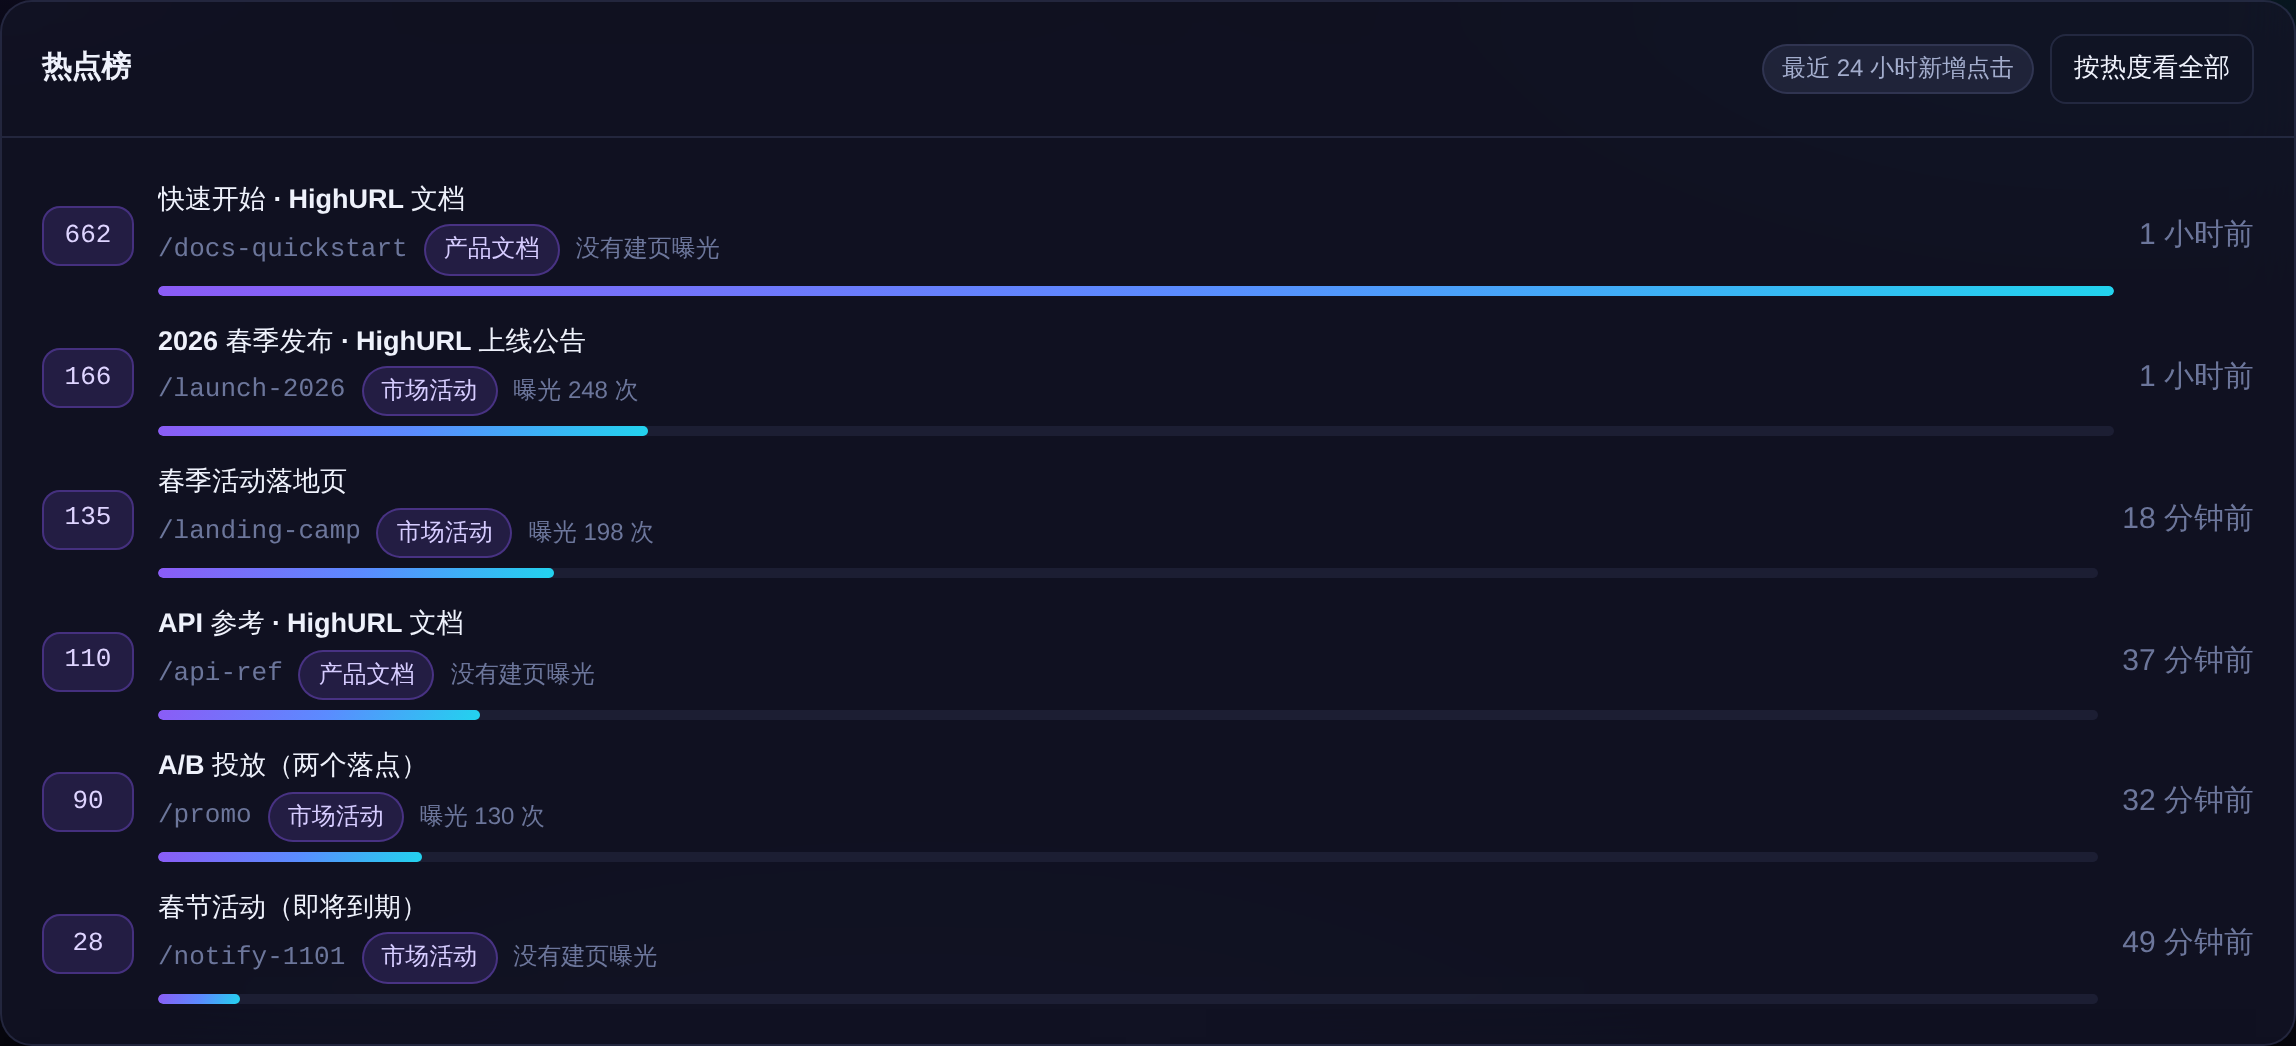 热点榜
最近 24 小时新增点击
按热度看全部
662
快速开始 · HighURL 文档
/docs-quickstart 产品文档 没有建页曝光
1 小时前
166
2026 春季发布 · HighURL 上线公告
/launch-2026 市场活动 曝光 248 次
1 小时前
135
春季活动落地页
/landing-camp 市场活动 曝光 198 次
18 分钟前
110
API 参考 · HighURL 文档
/api-ref 产品文档 没有建页曝光
37 分钟前
90
A/B 投放（两个落点）
/promo 市场活动 曝光 130 次
32 分钟前
28
春节活动（即将到期）
/notify-1101 市场活动 没有建页曝光
49 分钟前